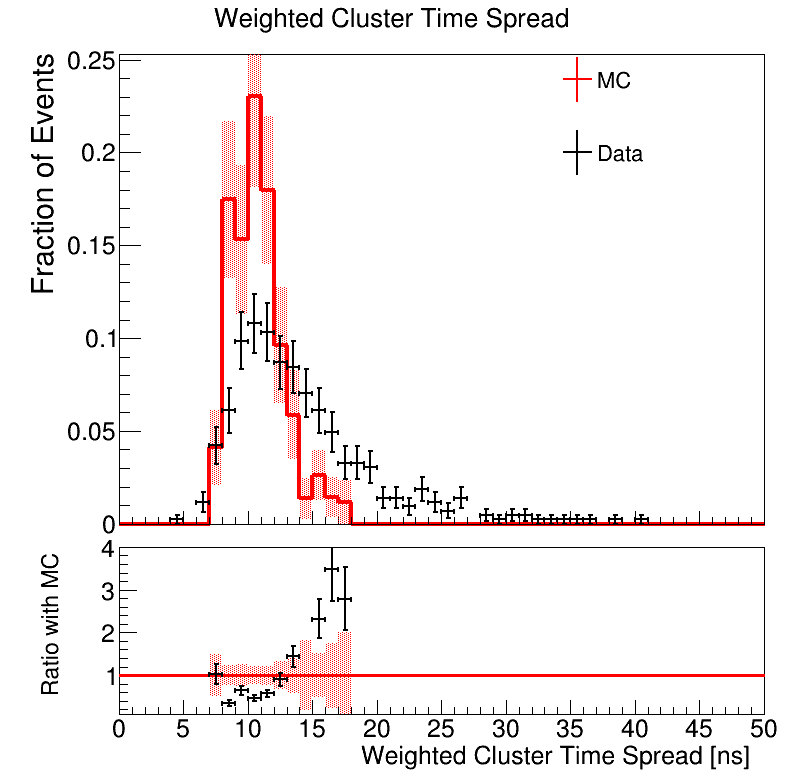 Weighted Cluster Time Spread
Fraction of Events
0.25
0.2
0.15
0.1
0.05
0
MC
Data
Ratio with MC
4
3
2
1
0 5 10 15 20 25 30 35 40 45 50
Weighted Cluster Time Spread [ns]